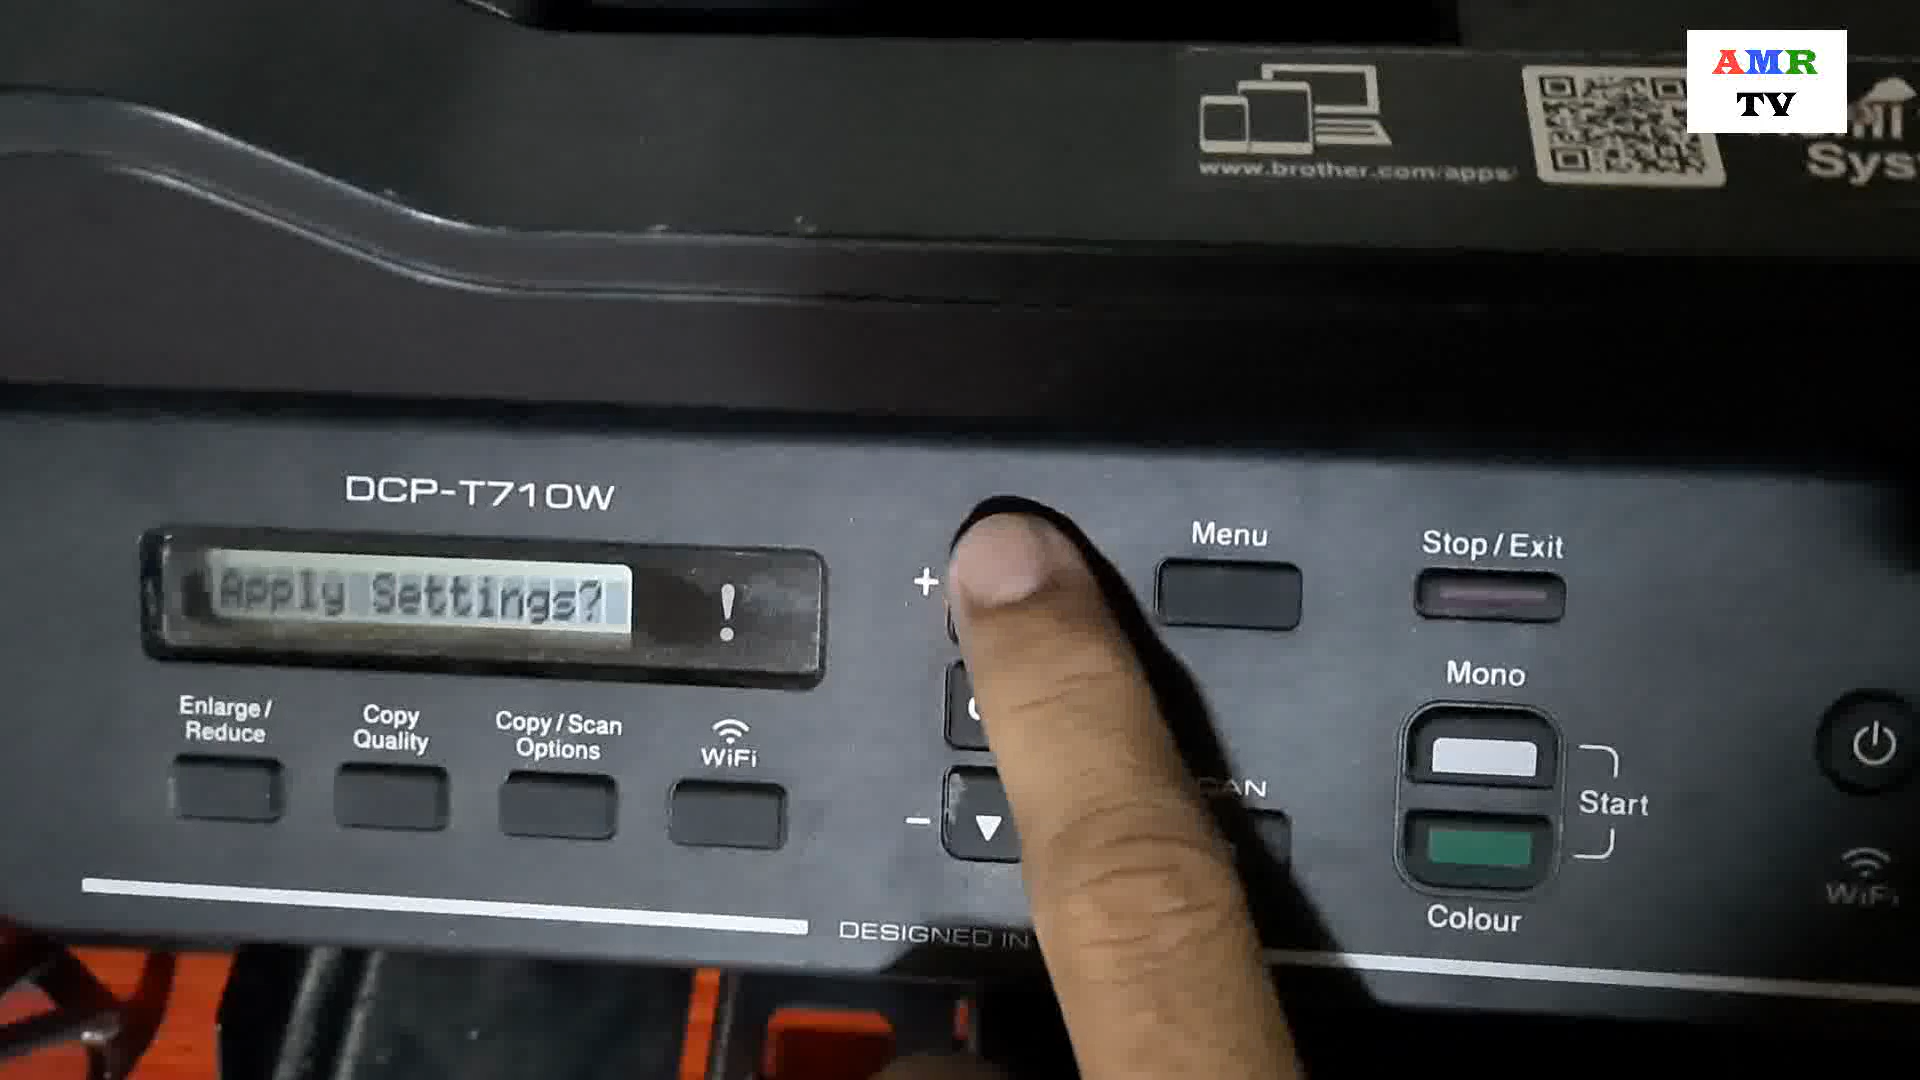 AMR
TV
www.brother.com/apps/
Sys
DCP-T710W
Apply Settings?
!
+
Menu
Stop/Exit
Mono
Enlarge/
Reduce
Copy
Quality
Copy/Scan
Options
WiFi
Start
WiFi
Colour
DESIGNED IN